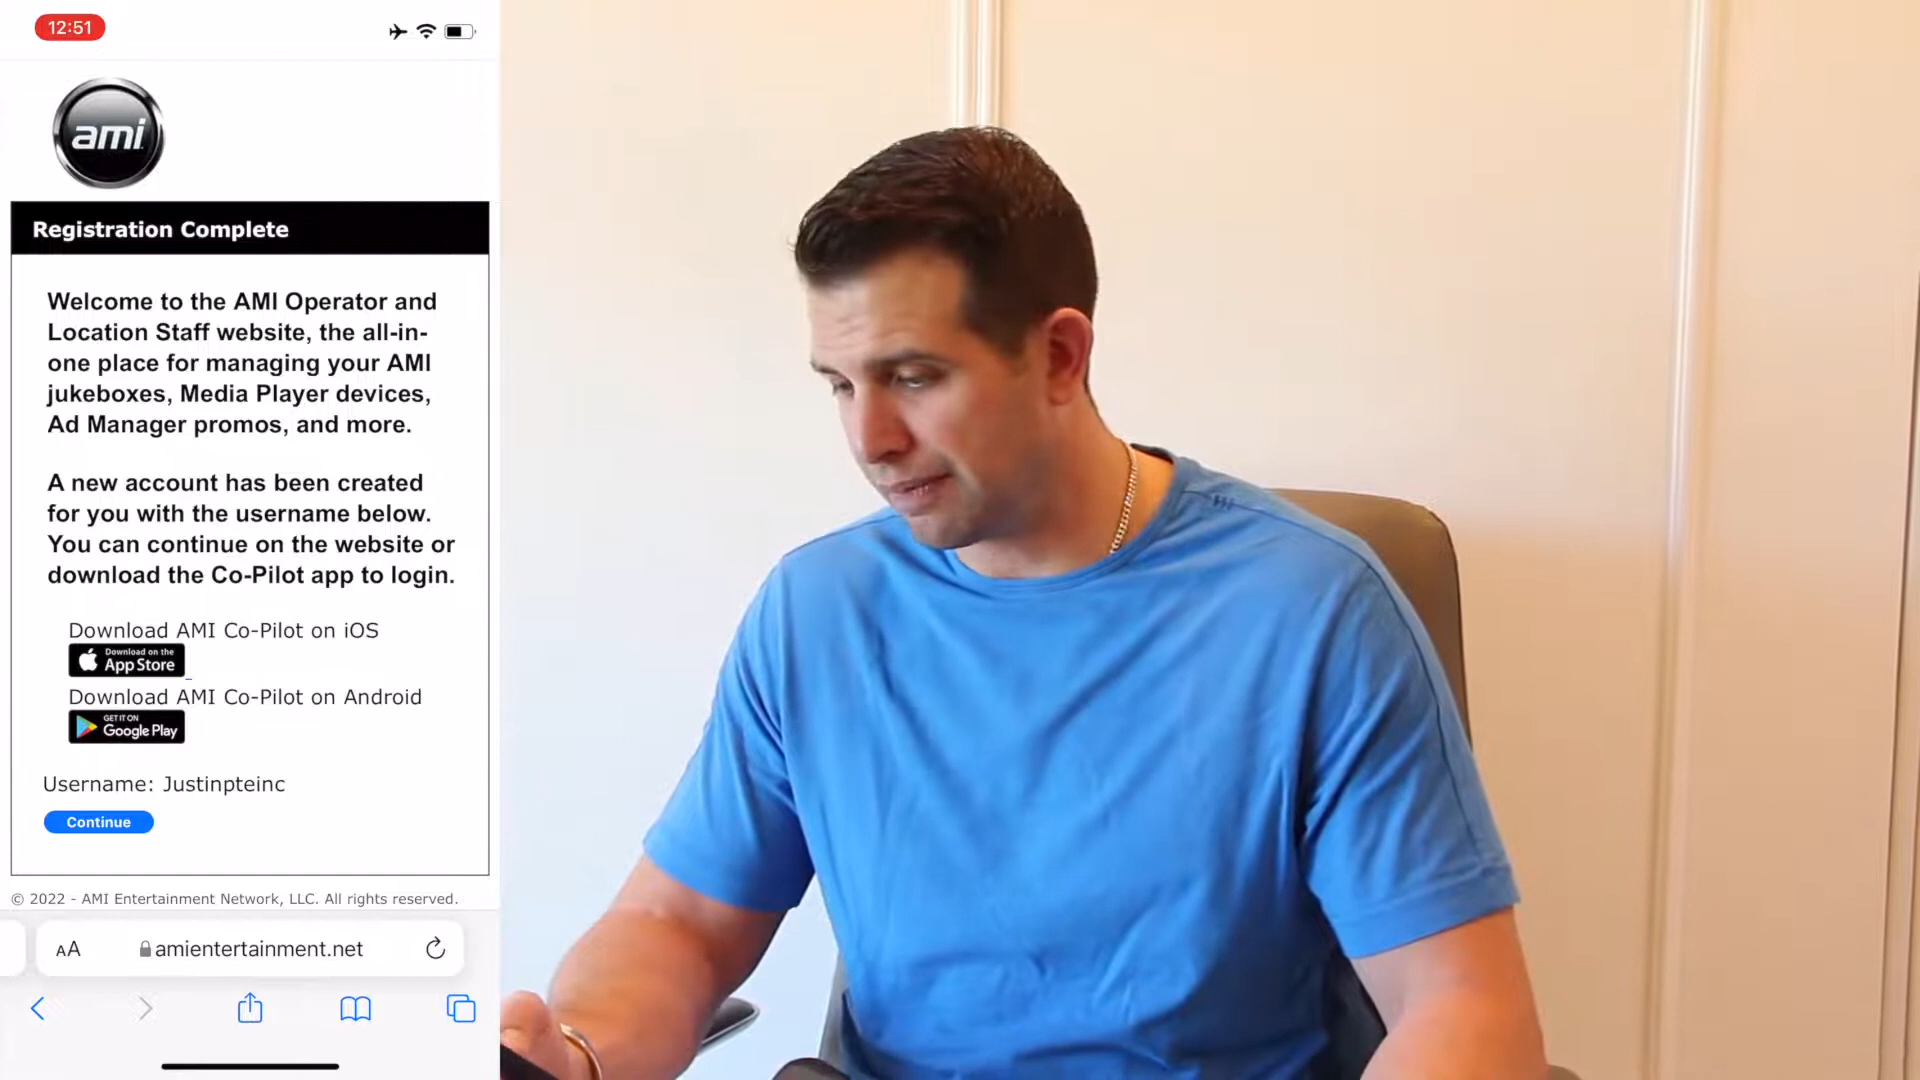 12:51
ami
Registration Complete
Welcome to the AMI Operator and
Location Staff website, the all-in-
one place for managing your AMI
jukeboxes, Media Player devices,
Ad Manager promos, and more.
A new account has been created
for you with the username below.
You can continue on the website or
download the Co-Pilot app to login.
Download AMI Co-Pilot on iOS
Download on the
App Store
Download AMI Co-Pilot on Android
GET IT ON
Google Play
Username: Justinpteinc
Continue
© 2022 - AMI Entertainment Network, LLC. All rights reserved.
AA amientertainment.net